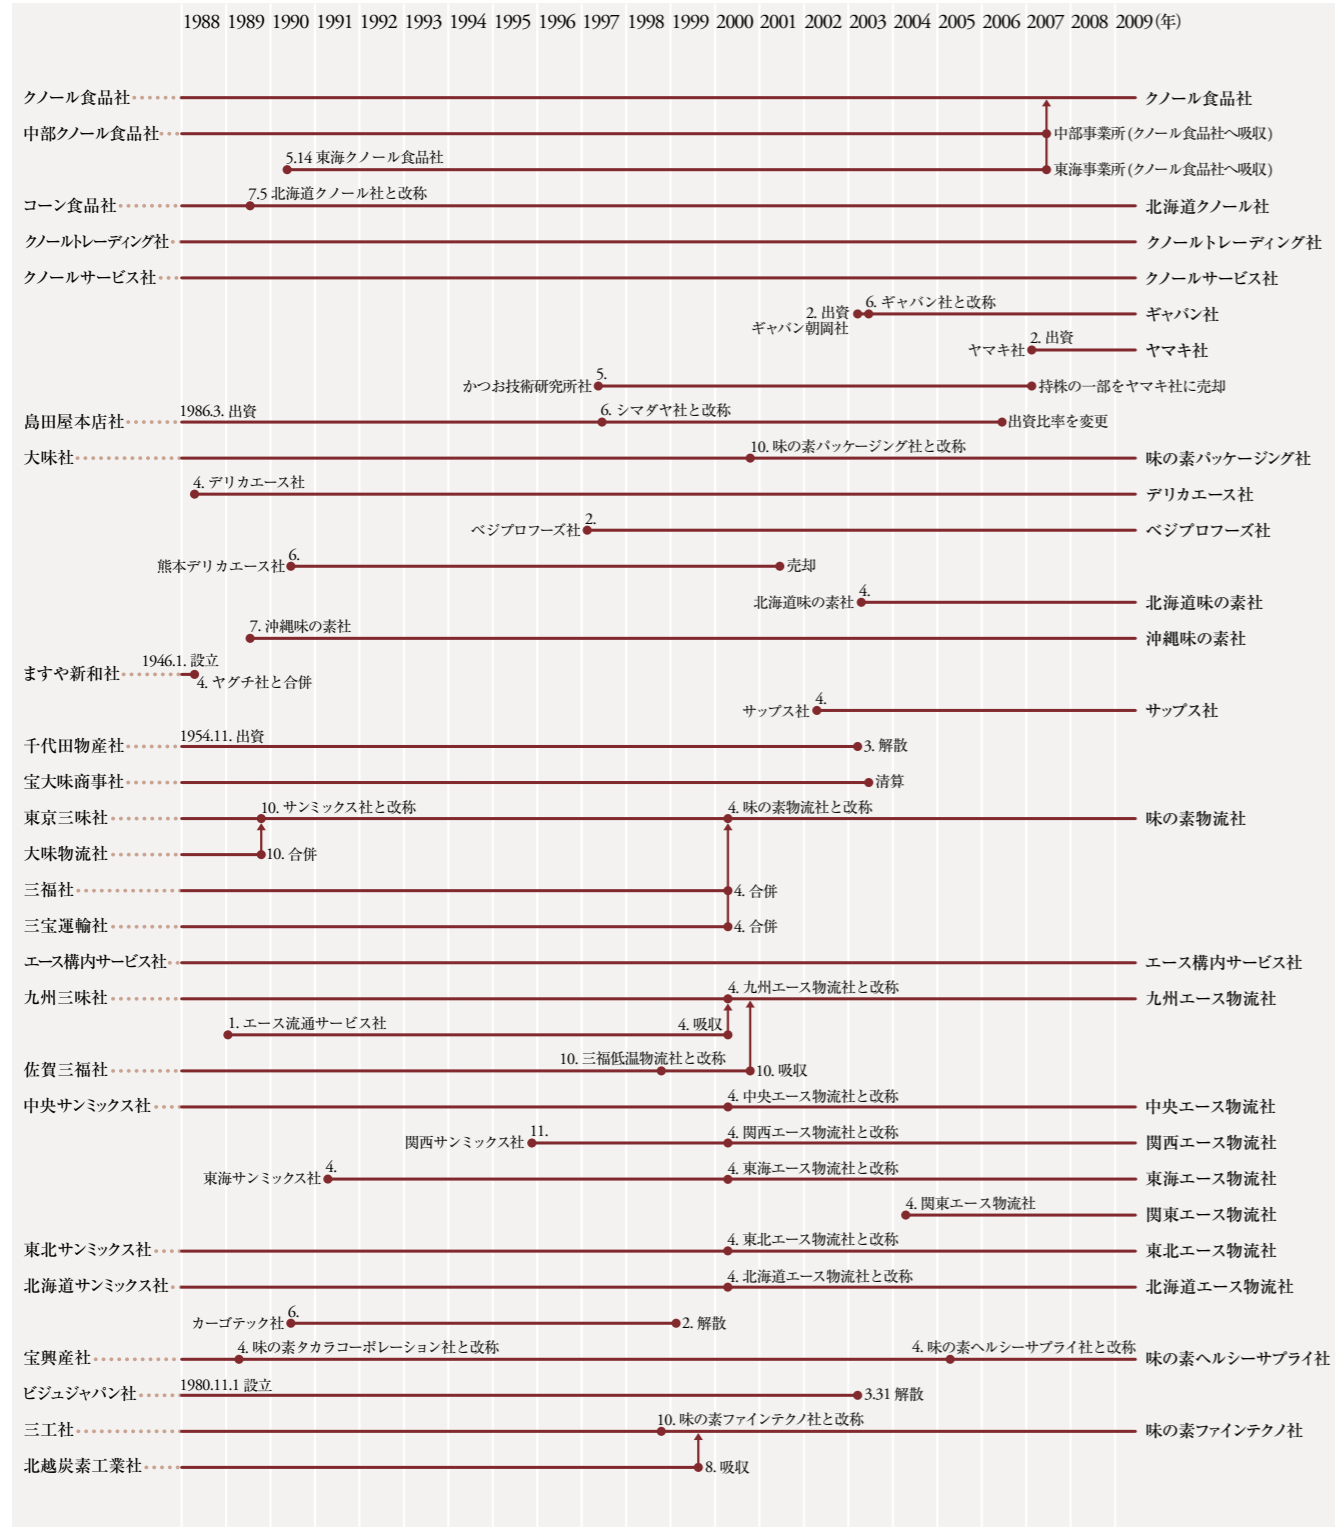 1988 1989 1990 1991 1992 1993 1994 1995 1996 1997 1998 1999 2000 2001 2002 2003 2004 2005 2006 2007 2008 2009(年)
クノール食品社 クノール食品社
中部クノール食品社 中部事業所(クノール食品社へ吸収)
5.14 東海クノール食品社
東海事業所(クノール食品社へ吸収)
7.5 北海道クノール社と改称
コーン食品社 北海道クノール社
クノールトレーディング社 クノールトレーディング社
クノールサービス社 クノールサービス社
2. 出資 6. ギャバン社と改称
ギャバン朝岡社 ギャバン社
2. 出資
ヤマキ社 ヤマキ社
5.
かつお技術研究所社 持株の一部をヤマキ社に売却
1986.3. 出資 6. シマダヤ社と改称
島田屋本店社 出資比率を変更
10. 味の素パッケージング社と改称
大味社 味の素パッケージング社
4. デリカエース社
デリカエース社
2.
ベジプロフーズ社 ベジプロフーズ社
6.
熊本デリカエース社 売却
4.
北海道味の素社 北海道味の素社
7. 沖縄味の素社
沖縄味の素社
1946.1. 設立
ますや新和社
4. ヤグチ社と合併
4.
サップス社 サップス社
1954.11. 出資
千代田物産社 3. 解散
宝大味商事社 清算
10. サンミックス社と改称 4. 味の素物流社と改称
東京三味社 味の素物流社
大味物流社 10. 合併
三福社 4. 合併
三宝運輸社 4. 合併
エース構内サービス社 エース構内サービス社
4. 九州エース物流社と改称
九州三味社 九州エース物流社
1. エース流通サービス社 4. 吸収
10. 三福低温物流社と改称
佐賀三福社 10. 吸収
4. 中央エース物流社と改称
中央サンミックス社 中央エース物流社
11. 4. 関西エース物流社と改称
関西サンミックス社 関西エース物流社
4. 4. 東海エース物流社と改称
東海サンミックス社 東海エース物流社
4. 関東エース物流社
関東エース物流社
4. 東北エース物流社と改称
東北サンミックス社 東北エース物流社
4. 北海道エース物流社と改称
北海道サンミックス社 北海道エース物流社
6.
カーゴテック社 2. 解散
4. 味の素タカラコーポレーション社と改称 4. 味の素ヘルシーサプライ社と改称
宝興産社 味の素ヘルシーサプライ社
1980.11.1 設立
ビジュジャパン社 3.31 解散
10. 味の素ファインテクノ社と改称
三工社 味の素ファインテクノ社
北越炭素工業社 8. 吸収